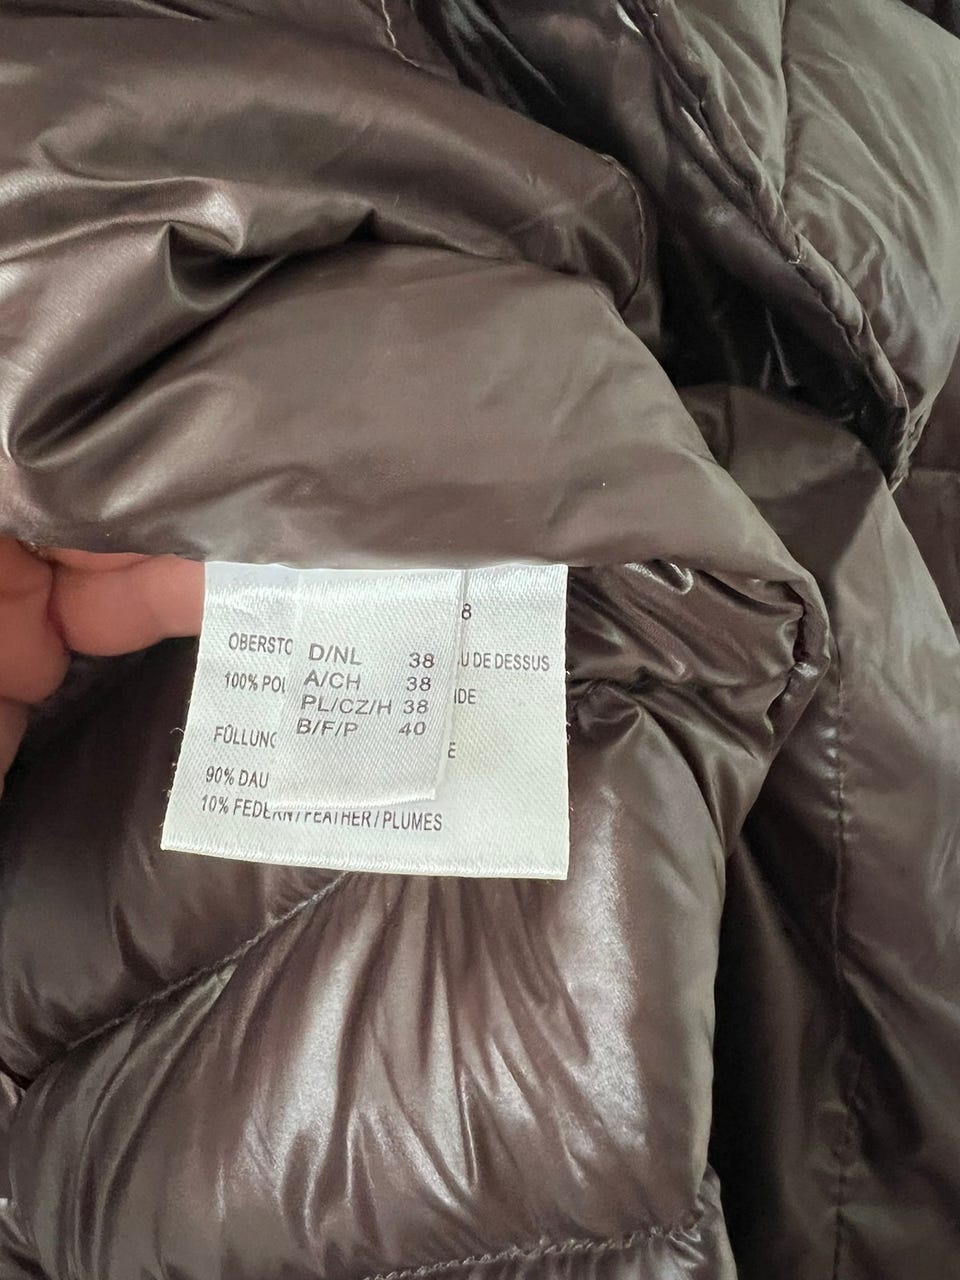 8
OBERSTO
U DE DESSUS
100% POL
IDE
FÜLLUNG
E
90% DAU
10% FEDERN / FEATHER / PLUMES
D/NL 38
A/CH 38
PL/CZ/H 38
B/F/P 40